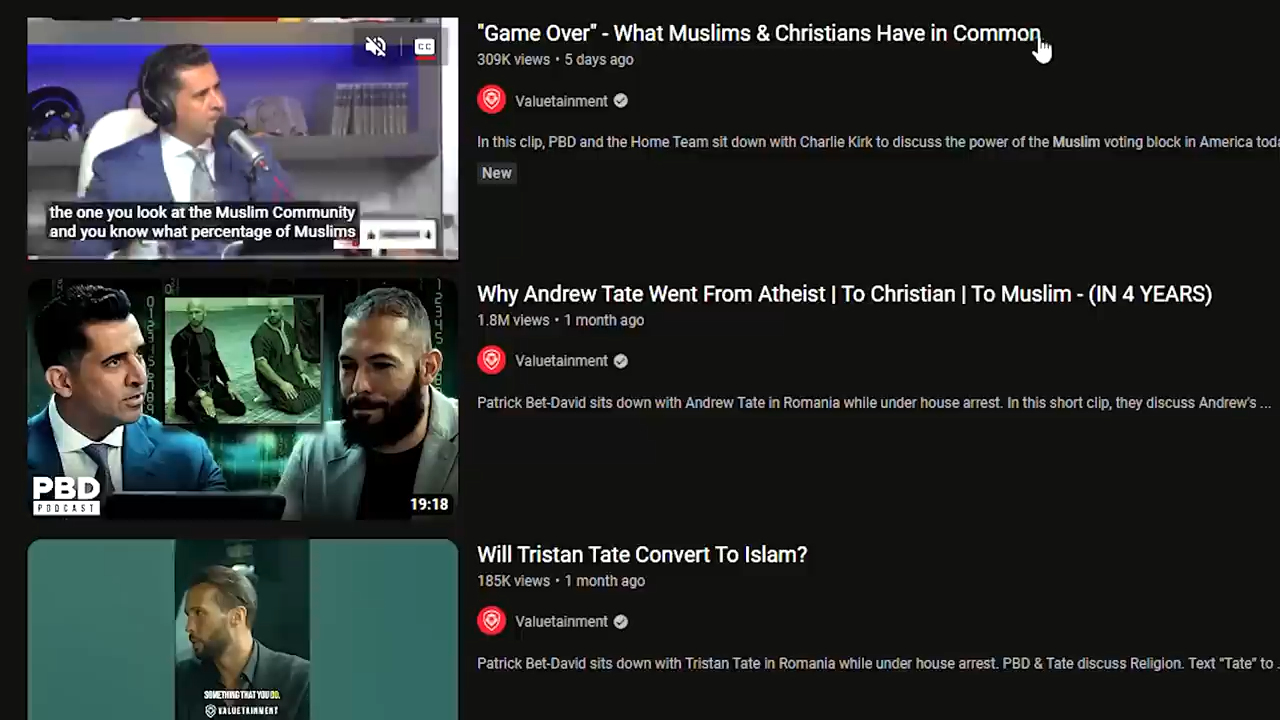 "Game Over" - What Muslims & Christians Have in Common
309K views • 5 days ago
CC
Valuetainment
In this clip, PBD and the Home Team sit down with Charlie Kirk to discuss the power of the Muslim voting block in America
New
the one you look at the Muslim Community
and you know what percentage of Muslims
Why Andrew Tate Went From Atheist | To Christian | To Muslim - (IN 4 YEARS)
1.8M views • 1 month ago
Valuetainment
Patrick Bet-David sits down with Andrew Tate in Romania while under house arrest. In this short clip, they discuss Andrew's ...
PBD
PODCAST
19:18
Will Tristan Tate Convert To Islam?
185K views • 1 month ago
Valuetainment
Patrick Bet-David sits down with Tristan Tate in Romania while under house arrest. PBD & Tate discuss Religion. Text "Tate" to
SOMETHING THAT YOU DO.
VALUETAINMENT